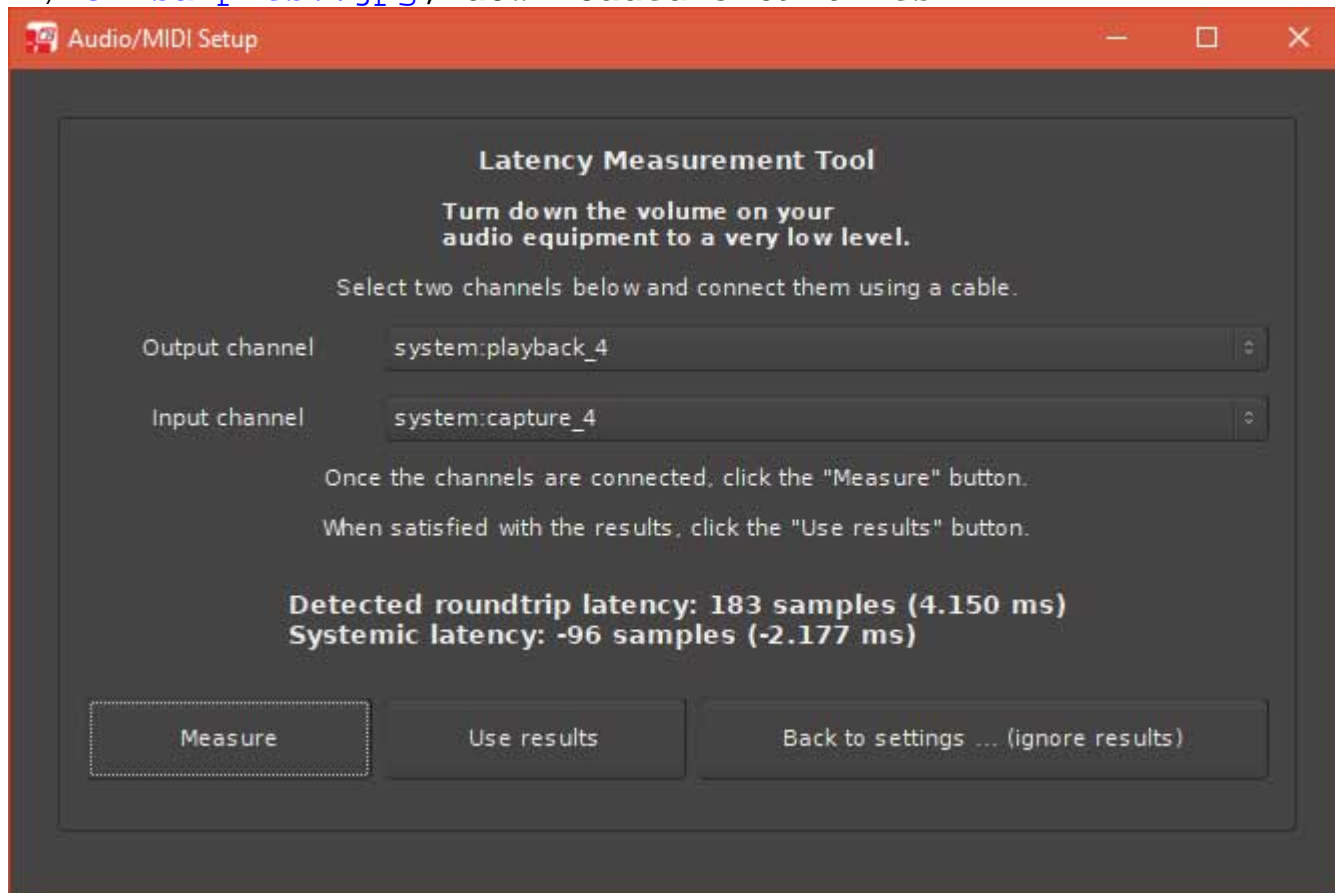 Audio/MIDI Setup
Latency Measurement Tool
Turn down the volume on your
audio equipment to a very low level.
Select two channels below and connect them using a cable.
Output channel system:playback_4
Input channel system:capture_4
Once the channels are connected, click the "Measure" button.
When satisfied with the results, click the "Use results" button.
Detected roundtrip latency: 183 samples (4.150 ms)
Systemic latency: -96 samples (-2.177 ms)
Measure Use results Back to settings ... (ignore results)